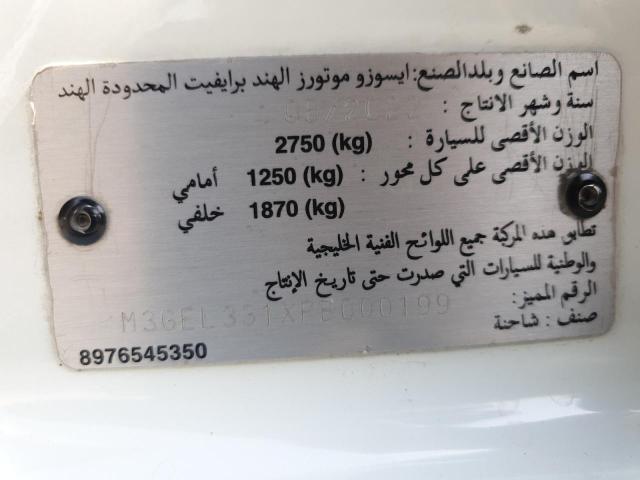 اسم الصانع وبلدالصنع: ايسوزو موتورز الهند برايفيت المحدودة الهند
سنة وشهر الانتاج :
الوزن الأقصى للسيارة : 2750 (kg)
الوزن الأقصى على كل محور : 1250 (kg) أمامي
1870 (kg) خلفي
تطابق هذه المركبة جميع اللوائح الفنية الخليجية
والوطنية للسيارات التي صدرت حتى تاريخ الإنتاج
الرقم المميز:
صنف : شاحنة
8976545350